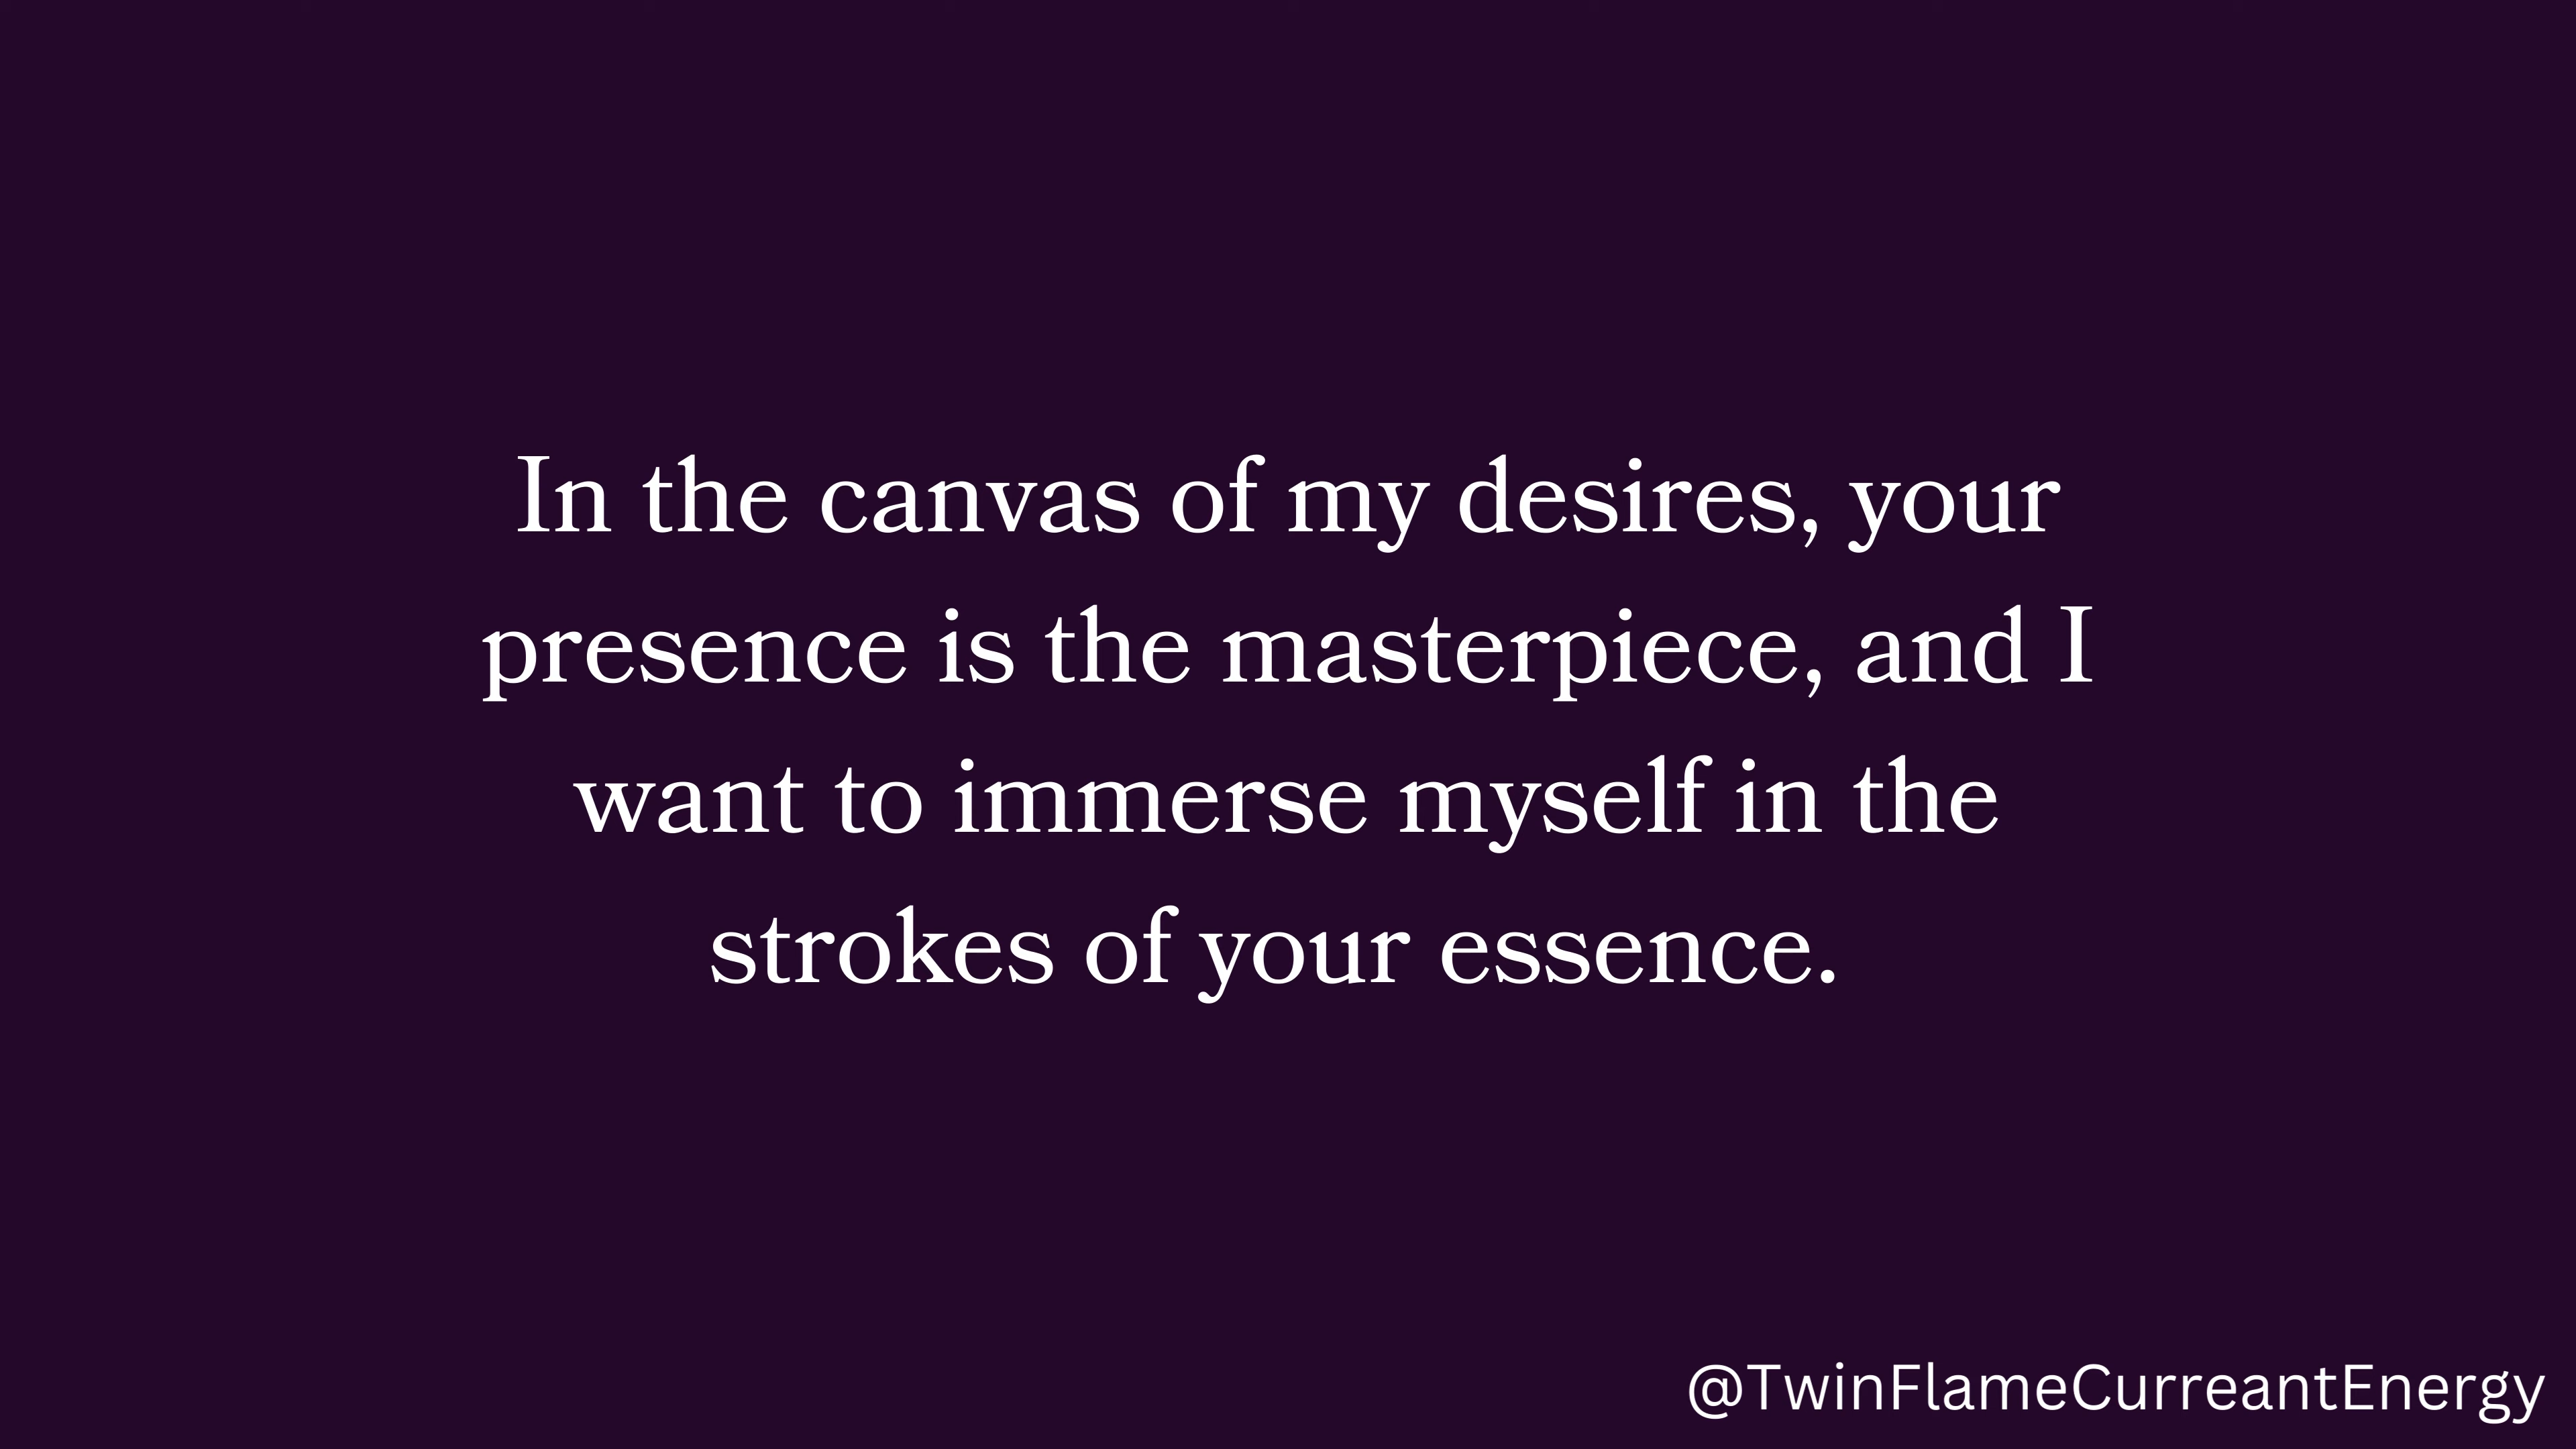 In the canvas of my desires, your
presence is the masterpiece, and I
want to immerse myself in the
strokes of your essence.
@TwinFlameCurreantEnergy